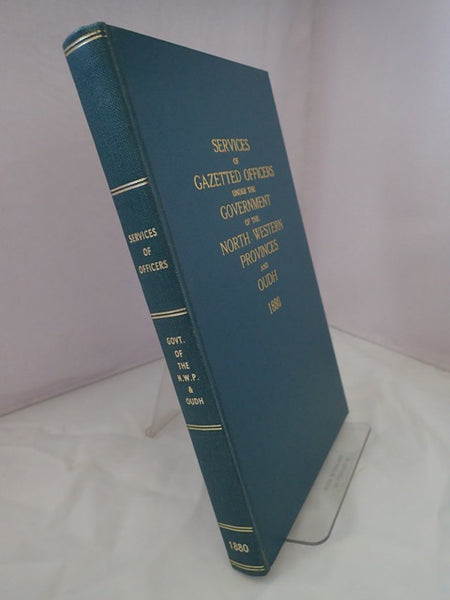 SERVICES
OF
GAZETTED OFFICERS
UNDER THE
GOVERNMENT
OF THE
NORTH WESTERN
PROVINCES
AND
OUDH
1880
SERVICES
OF
OFFICERS
GOVT.
OF
THE
N.W.P.
&
OUDH
1880